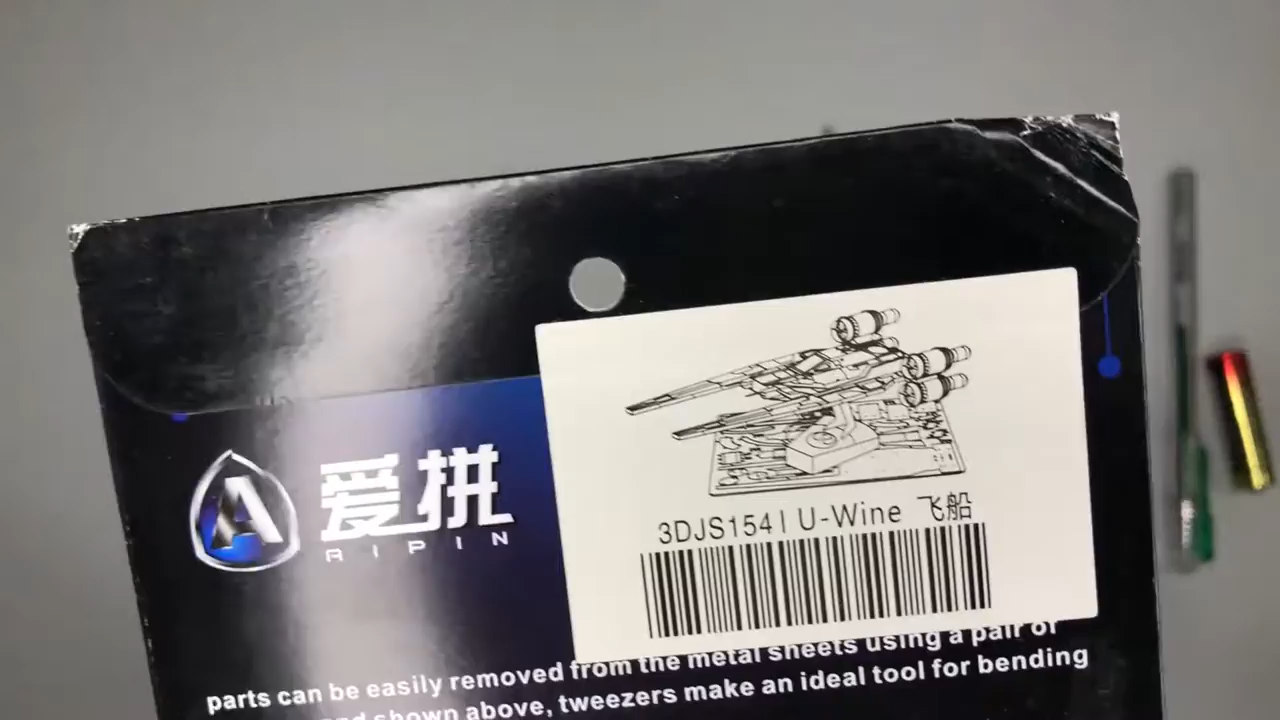 爱拼
AIPIN
3DJS154I U-Wine 飞船
parts can be easily removed from the metal sheets using a pair of
and shown above, tweezers make an ideal tool for bending